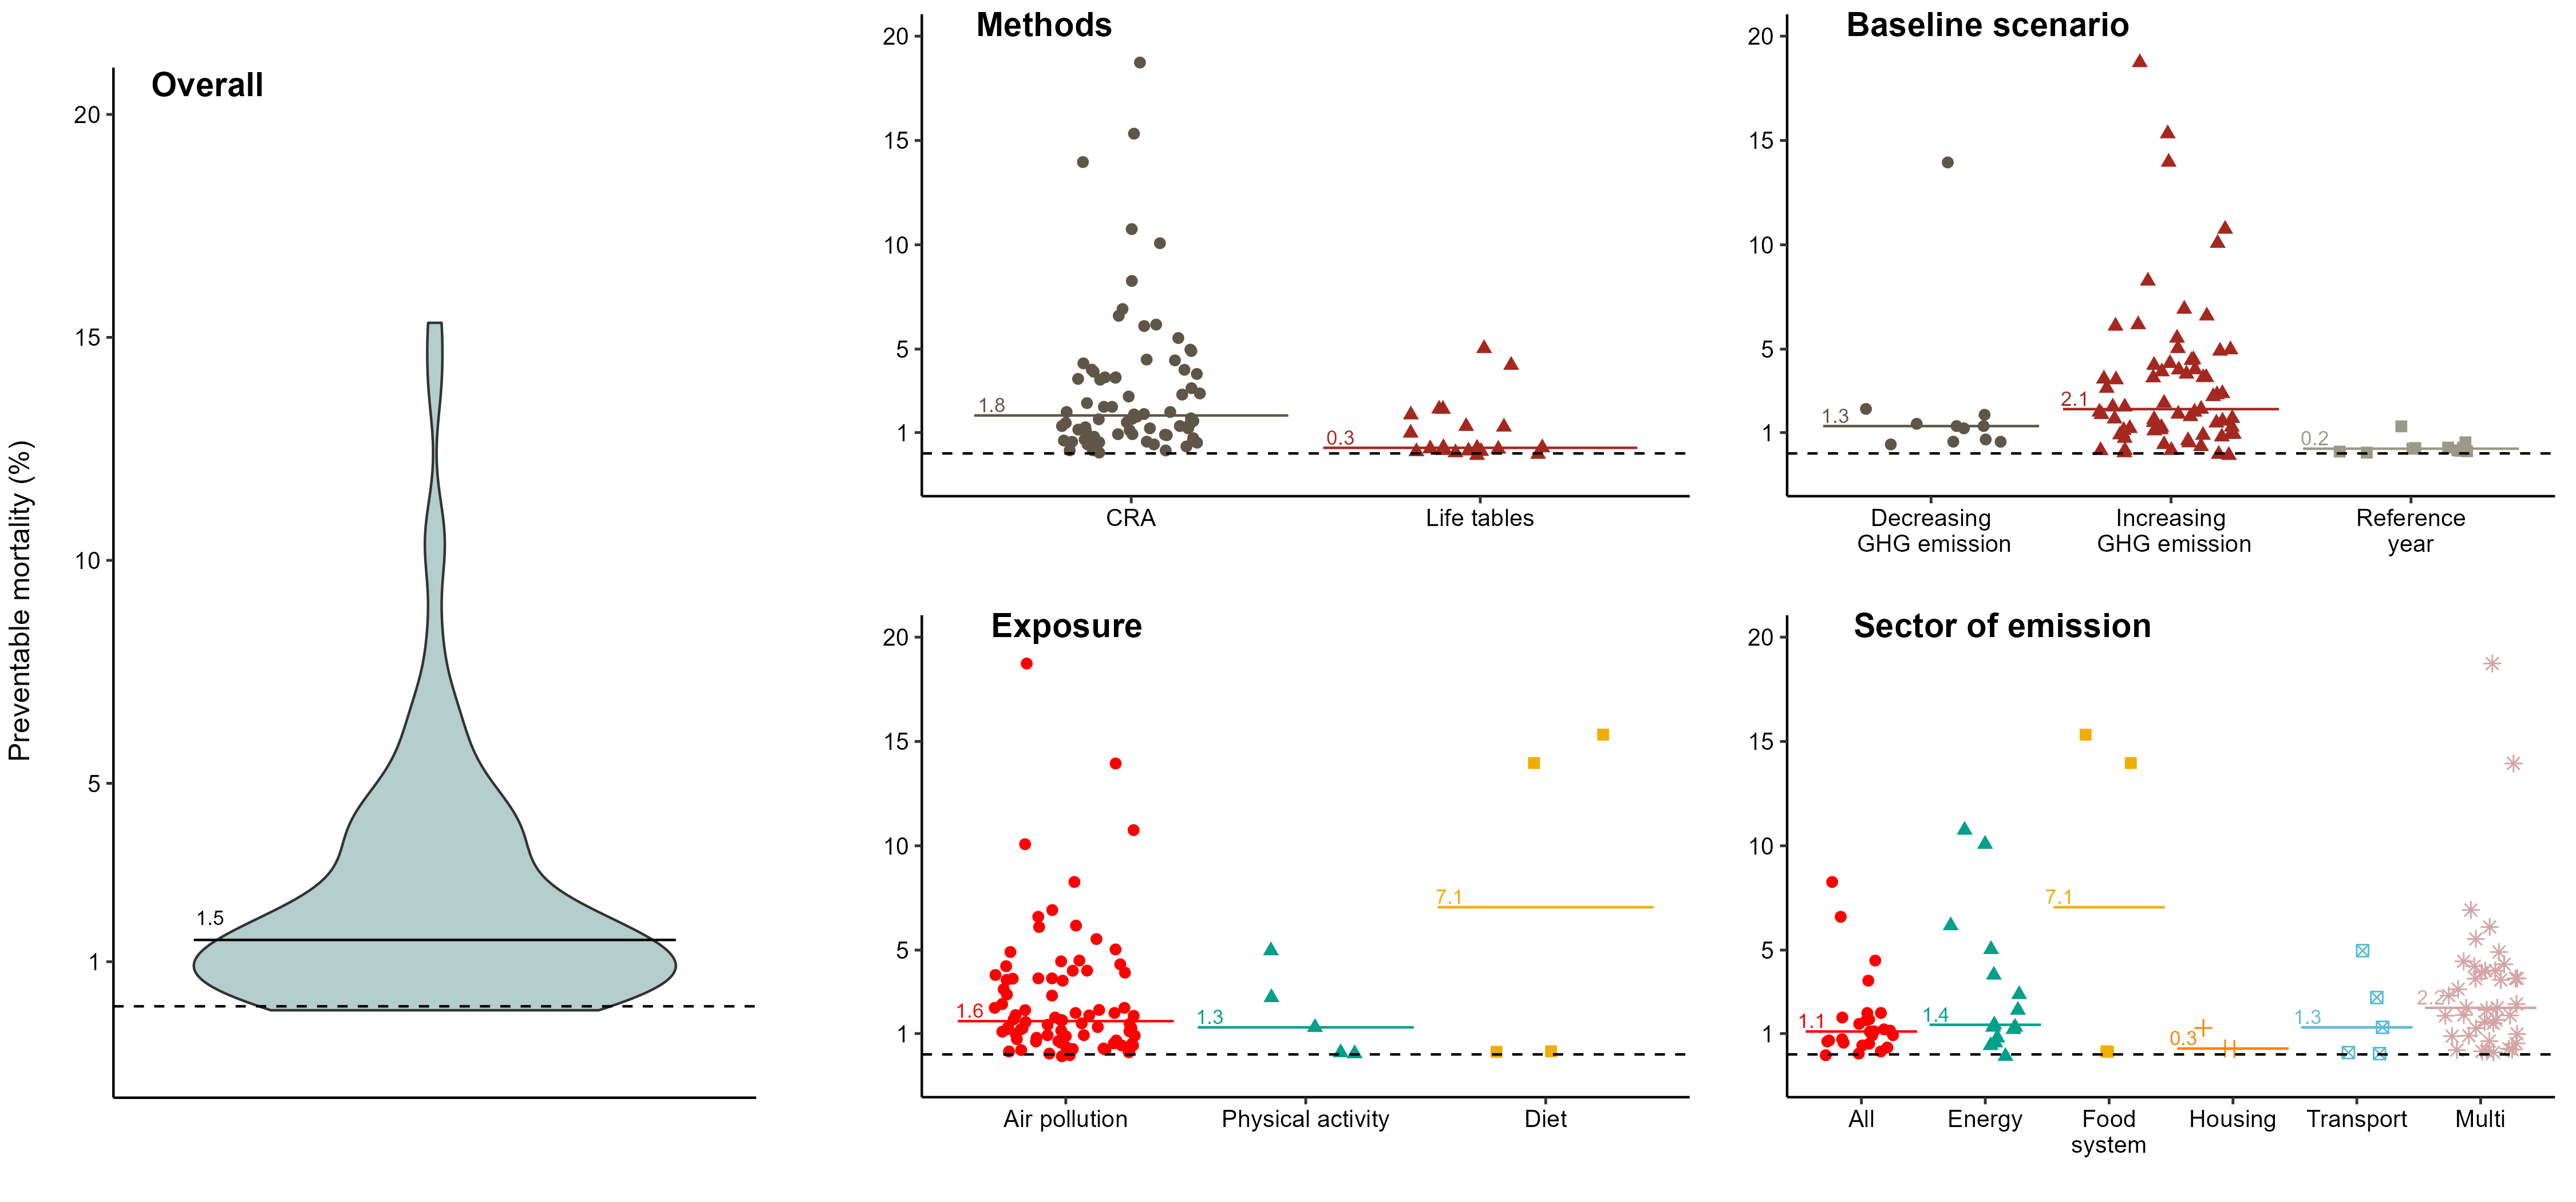 Overall
Preventable mortality (%)
20
15
10
5
1
1.5
Methods
20
15
10
5
1
1.8
0.3
CRA
Life tables
Baseline scenario
20
15
10
5
1
1.3
2.1
0.2
Decreasing
GHG emission
Increasing
GHG emission
Reference
year
Exposure
20
15
10
5
1
1.6
1.3
7.1
Air pollution
Physical activity
Diet
Sector of emission
20
15
10
5
1
1.1
1.4
7.1
0.3
1.3
2.2
All
Energy
Food
system
Housing
Transport
Multi